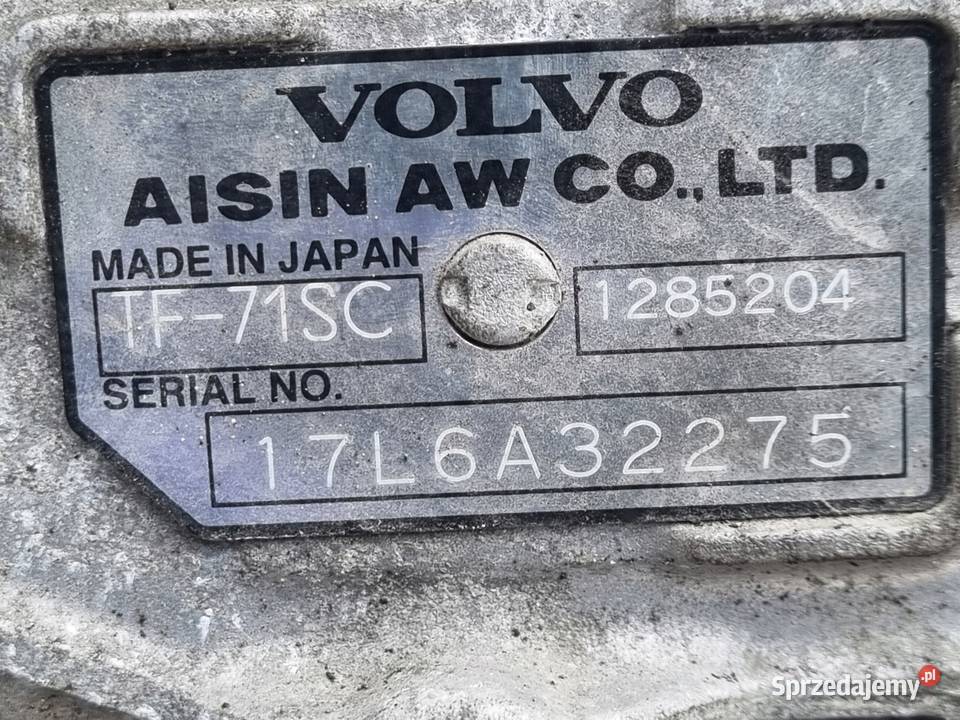 VOLVO
AISIN AW CO., LTD.
MADE IN JAPAN
TF-71SC
1285204
SERIAL NO.
17L6A32275
Sprzedajemy.pl